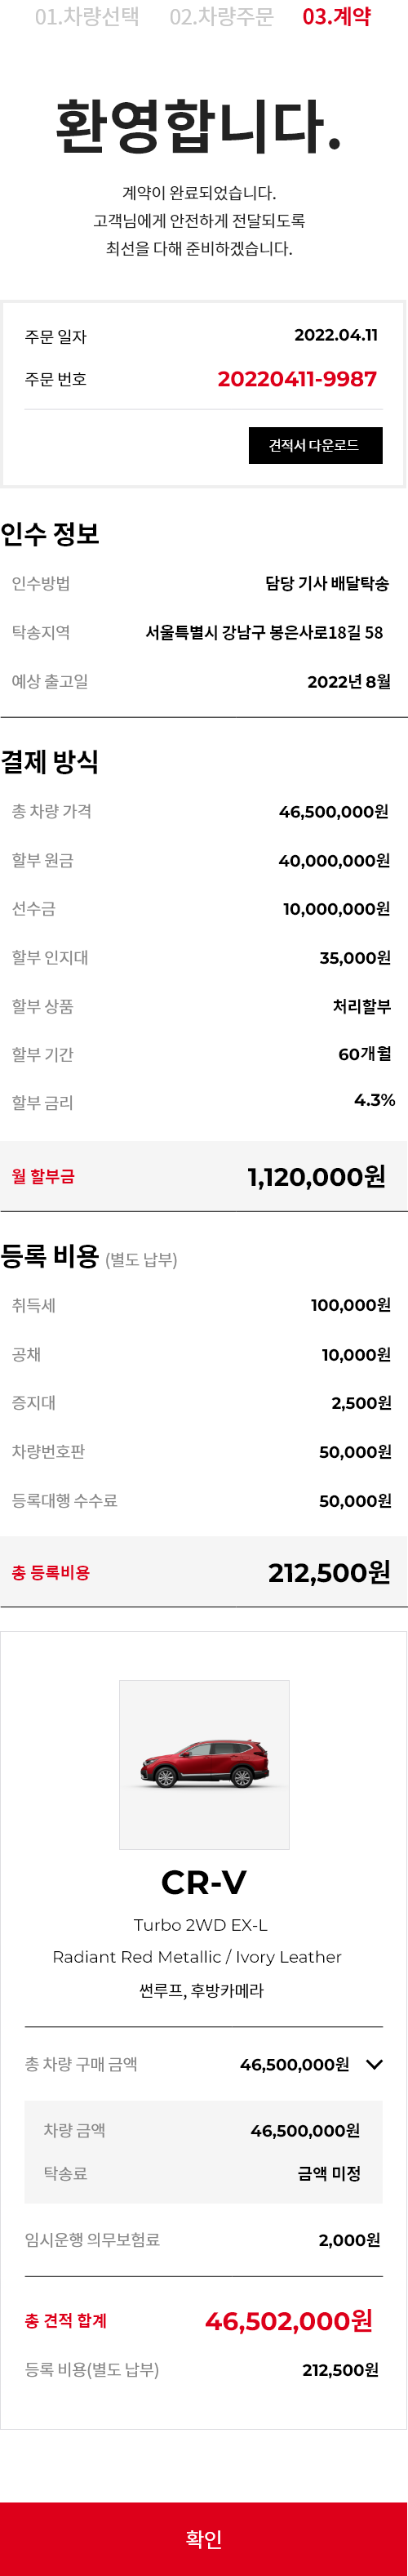 01.차량선택 02.차량주문 03.계약
환영합니다.
계약이 완료되었습니다.
고객님에게 안전하게 전달되도록
최선을 다해 준비하겠습니다.
주문 일자 2022.04.11
주문 번호 20220411-9987
견적서 다운로드
인수 정보
인수방법 담당 기사 배달탁송
탁송지역 서울특별시 강남구 봉은사로18길 58
예상 출고일 2022년 8월
결제 방식
총 차량 가격 46,500,000원
할부 원금 40,000,000원
선수금 10,000,000원
할부 인지대 35,000원
할부 상품 처리할부
할부 기간 60개월
할부 금리 4.3%
월 할부금 1,120,000원
등록 비용 (별도 납부)
취득세 100,000원
공채 10,000원
증지대 2,500원
차량번호판 50,000원
등록대행 수수료 50,000원
총 등록비용 212,500원
CR-V
Turbo 2WD EX-L
Radiant Red Metallic / Ivory Leather
썬루프, 후방카메라
총 차량 구매 금액 46,500,000원
차량 금액 46,500,000원
탁송료 금액 미정
임시운행 의무보험료 2,000원
총 견적 합계 46,502,000원
등록 비용(별도 납부) 212,500원
확인